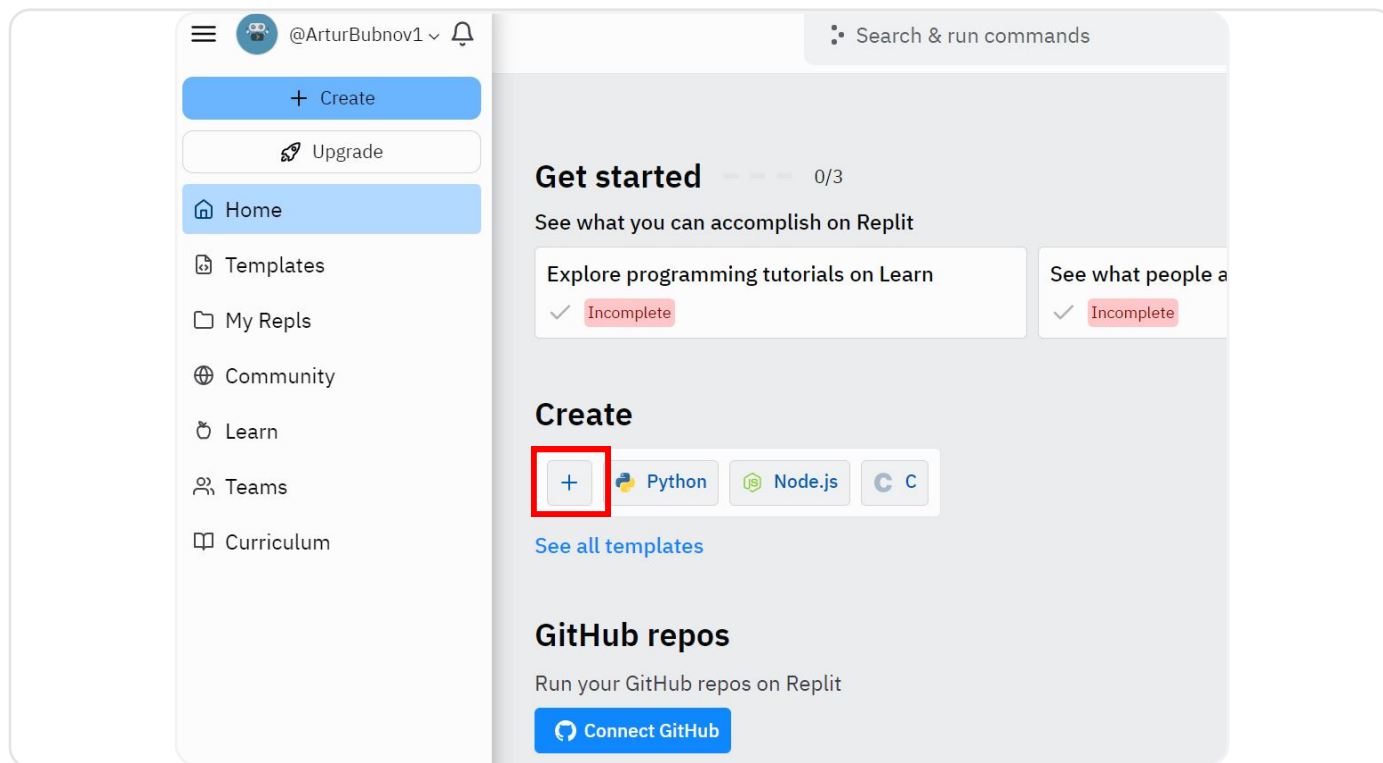 @ArturBubnov1
Search & run commands
+ Create
Upgrade
Home
Templates
My Repls
Community
Learn
Teams
Curriculum
Get started 0/3
See what you can accomplish on Replit
Explore programming tutorials on Learn
Incomplete
See what people a
Incomplete
Create
+ Python JS Node.js C C
See all templates
GitHub repos
Run your GitHub repos on Replit
Connect GitHub